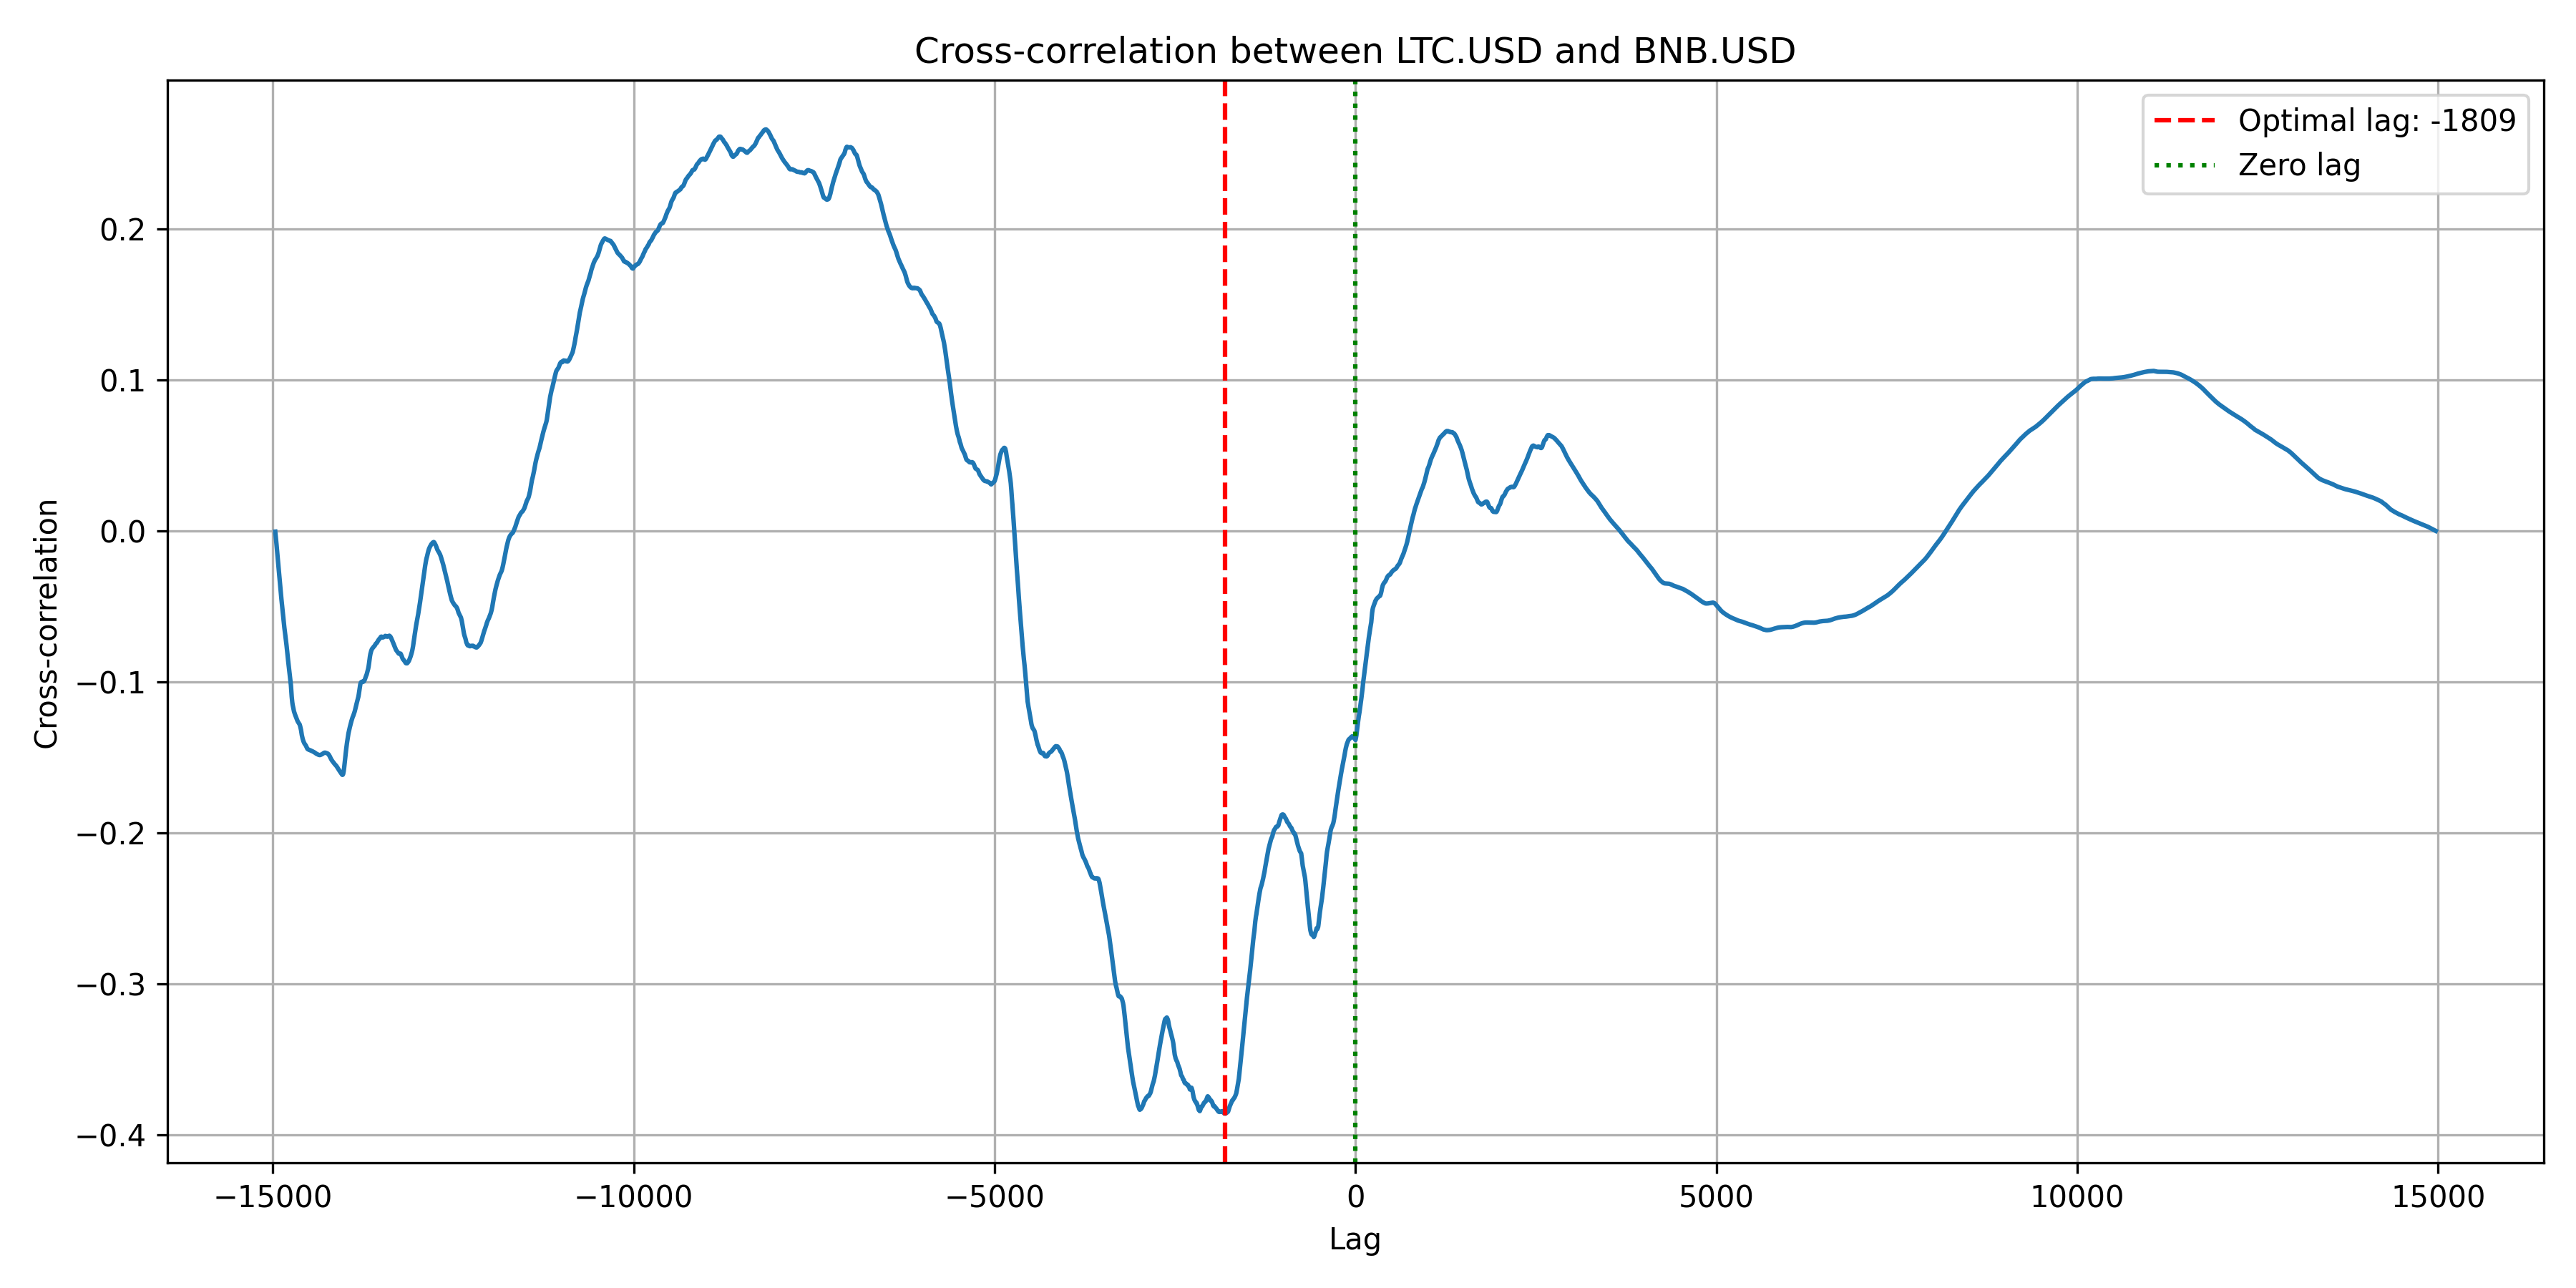 Cross-correlation between LTC.USD and BNB.USD
Optimal lag: -1809
Zero lag
0.2
0.1
0.0
−0.1
−0.2
−0.3
−0.4
Cross-correlation
−15000 −10000 −5000 0 5000 10000 15000
Lag